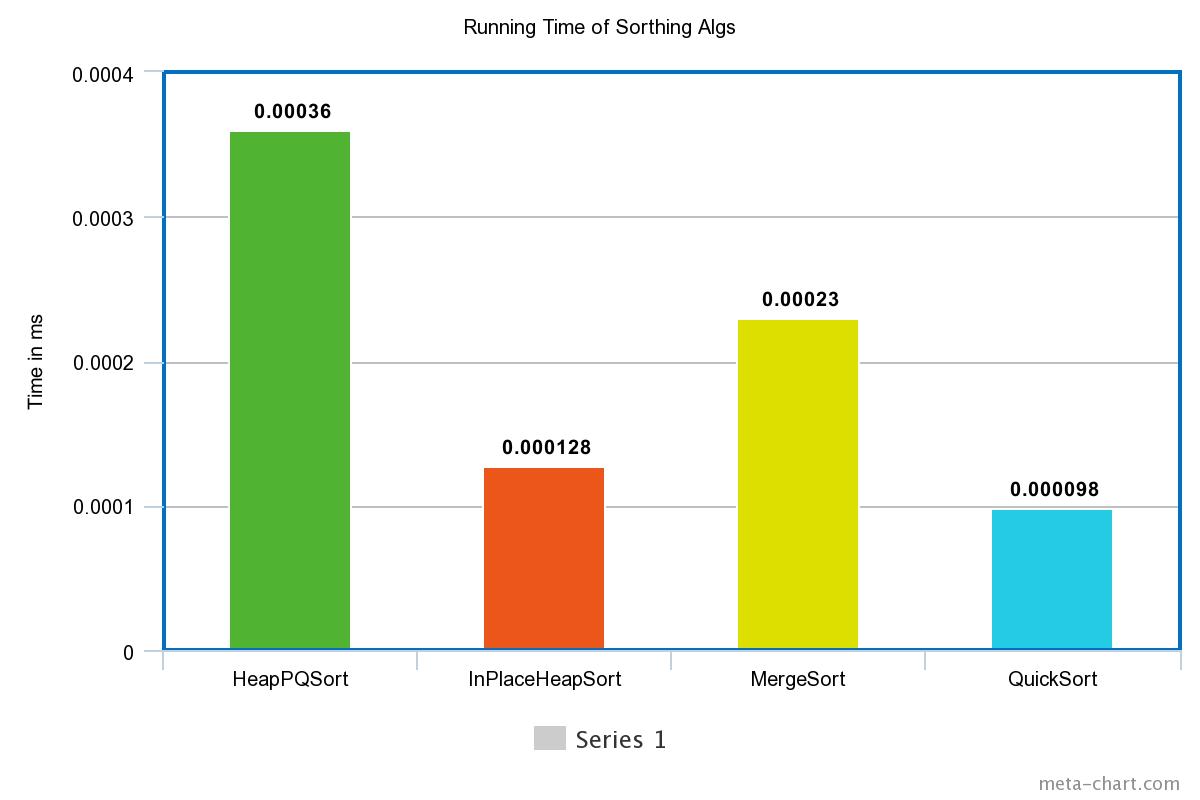 Running Time of Sorthing Algs
0.0004
0.00036
0.0003
0.00023
Time in ms
0.0002
0.000128
0.000098
0.0001
0
HeapPQSort InPlaceHeapSort MergeSort QuickSort
Series 1
meta-chart.com